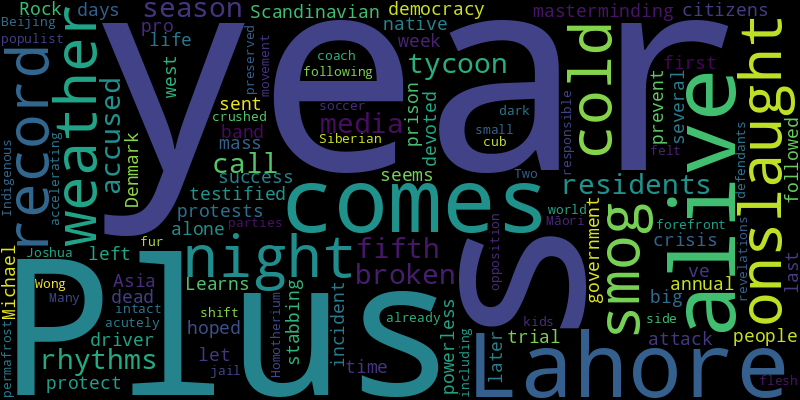 Rock
days
season
Scandinavian
democracy
masterminding
citizens
Beijing
pro
native
populist
weather
life
week
first
record
year
west
preserved
movement
coach
following
tycoon
cold
prevent
several
alive
onslaught
accused
Denmark
sent
crushed
band
soccer
media
prison
devoted
dark
small
cub
responsible
felt
defendants
followed
Indigenous
accelerating
mass
Siberian
call
success
seems
Two
testified
comes
residents
protests
world
Māori
forefront
alone
parties
smog
government
crisis
revelations
fur
night
fifth
s
opposition
Joshua
left
broken
ve
last
Michael
Plus
Wong
Asia
Learns
big
annual
Many
dead
intact
shift
Homotherium
stabbing
incident
already
powerless
including
side
acutely
hoped
kids
permafrost
driver
later
trial
attack
people
rhythms
let
time
Lahore
protect
jail
flesh